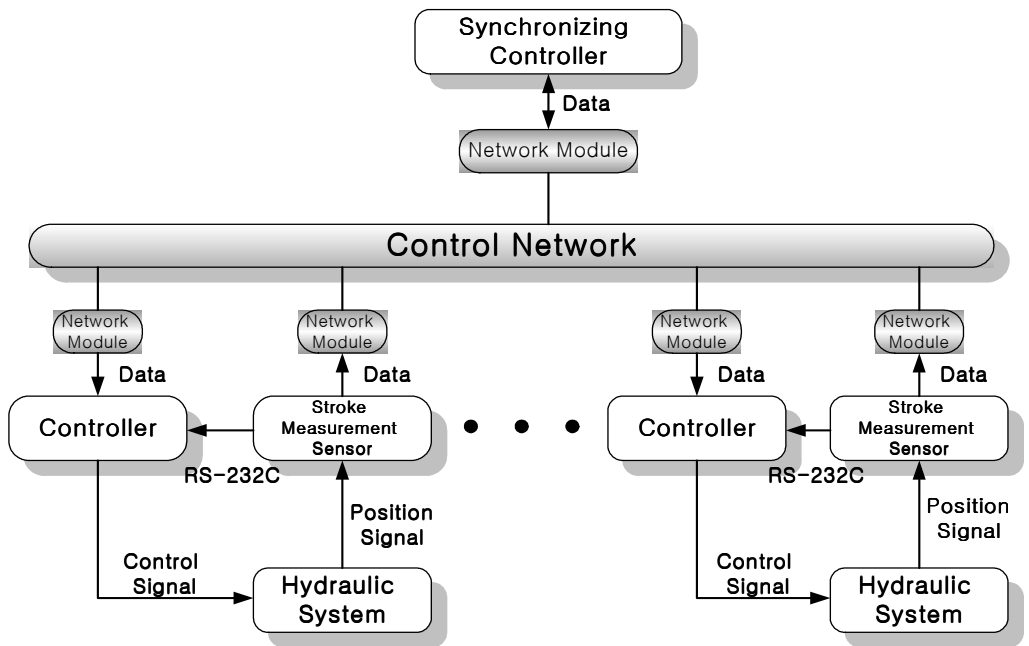 Synchronizing
Controller
Data
Network Module
Control Network
Network
Module
Network
Module
Network
Module
Network
Module
Data
Data
Data
Data
Controller
Stroke
Measurement
Sensor
Controller
Stroke
Measurement
Sensor
RS-232C
RS-232C
Position
Signal
Position
Signal
Control
Signal
Control
Signal
Hydraulic
System
Hydraulic
System